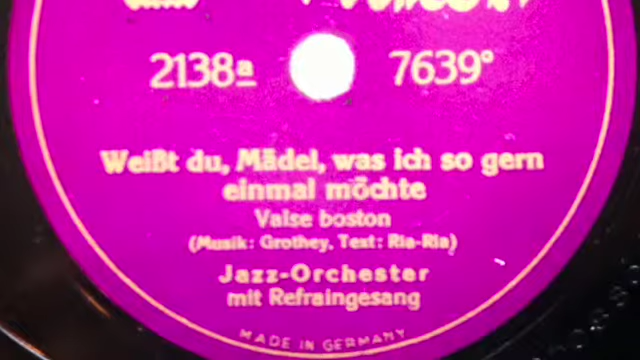 2138a 7639°
Weißt du, Mädel, was ich so gern
einmal möchte
Valse boston
(Musik: Grothey, Text: Ria-Ria)
Jazz-Orchester
mit Refraingesang
MADE IN GERMANY